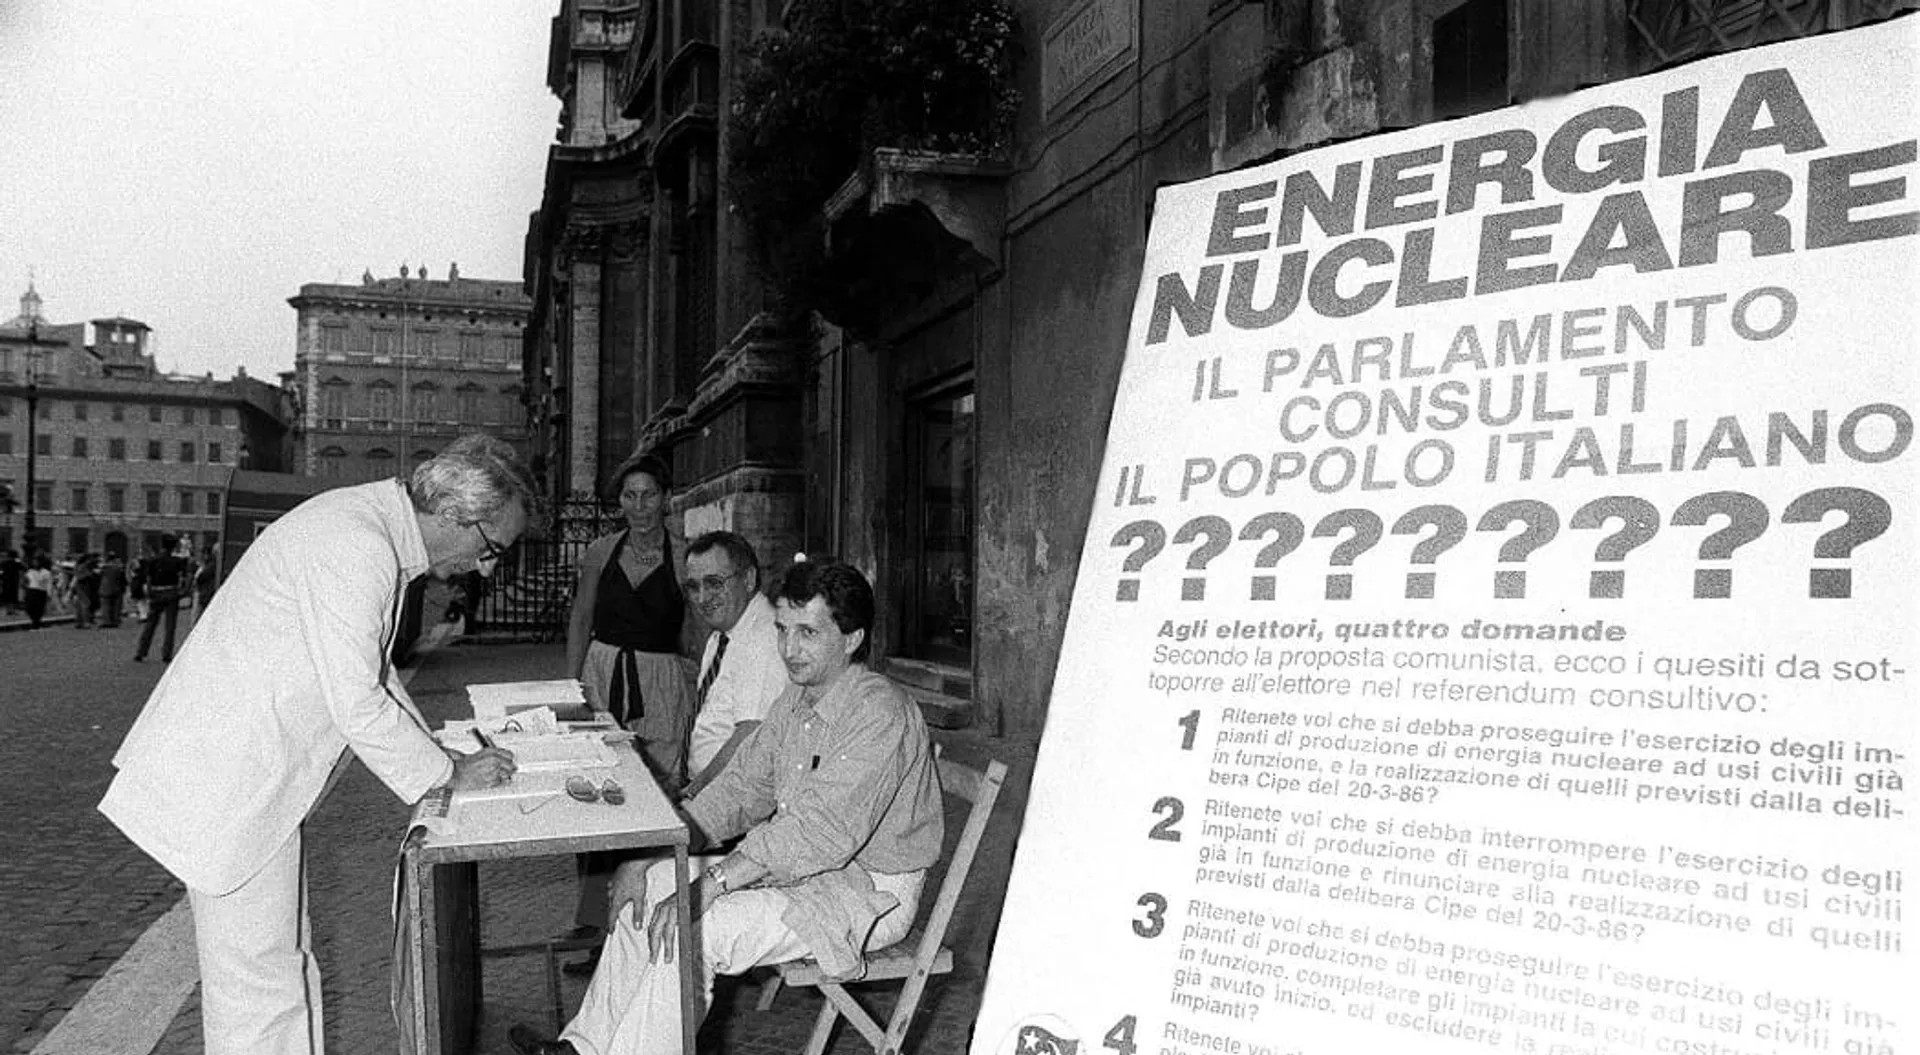 PIAZZA
NAVONA
ENERGIA
NUCLEARE
IL PARLAMENTO
CONSULTI
IL POPOLO ITALIANO
?????????
Agli elettori, quattro domande
Secondo la proposta comunista, ecco i quesiti da sot-
toporre all'elettore nel referendum consultivo:
1 Ritenete voi che si debba proseguire l'esercizio degli im-
pianti di produzione di energia nucleare ad usi civili già
in funzione, e la realizzazione di quelli previsti dalla deli-
bera Cipe del 20-3-86?
2 Ritenete voi che si debba interrompere l'esercizio degli
impianti di produzione di energia nucleare ad usi civili
già in funzione e rinunciare alla realizzazione di quelli
previsti dalla delibera Cipe del 20-3-86?
3 Ritenete voi che si debba proseguire l'esercizio degli im-
pianti di produzione di energia nucleare ad usi civili già
in funzione, completare gli impianti la cui
già avuto inizio, ed escludere la
impianti?
4 Ritenete voi